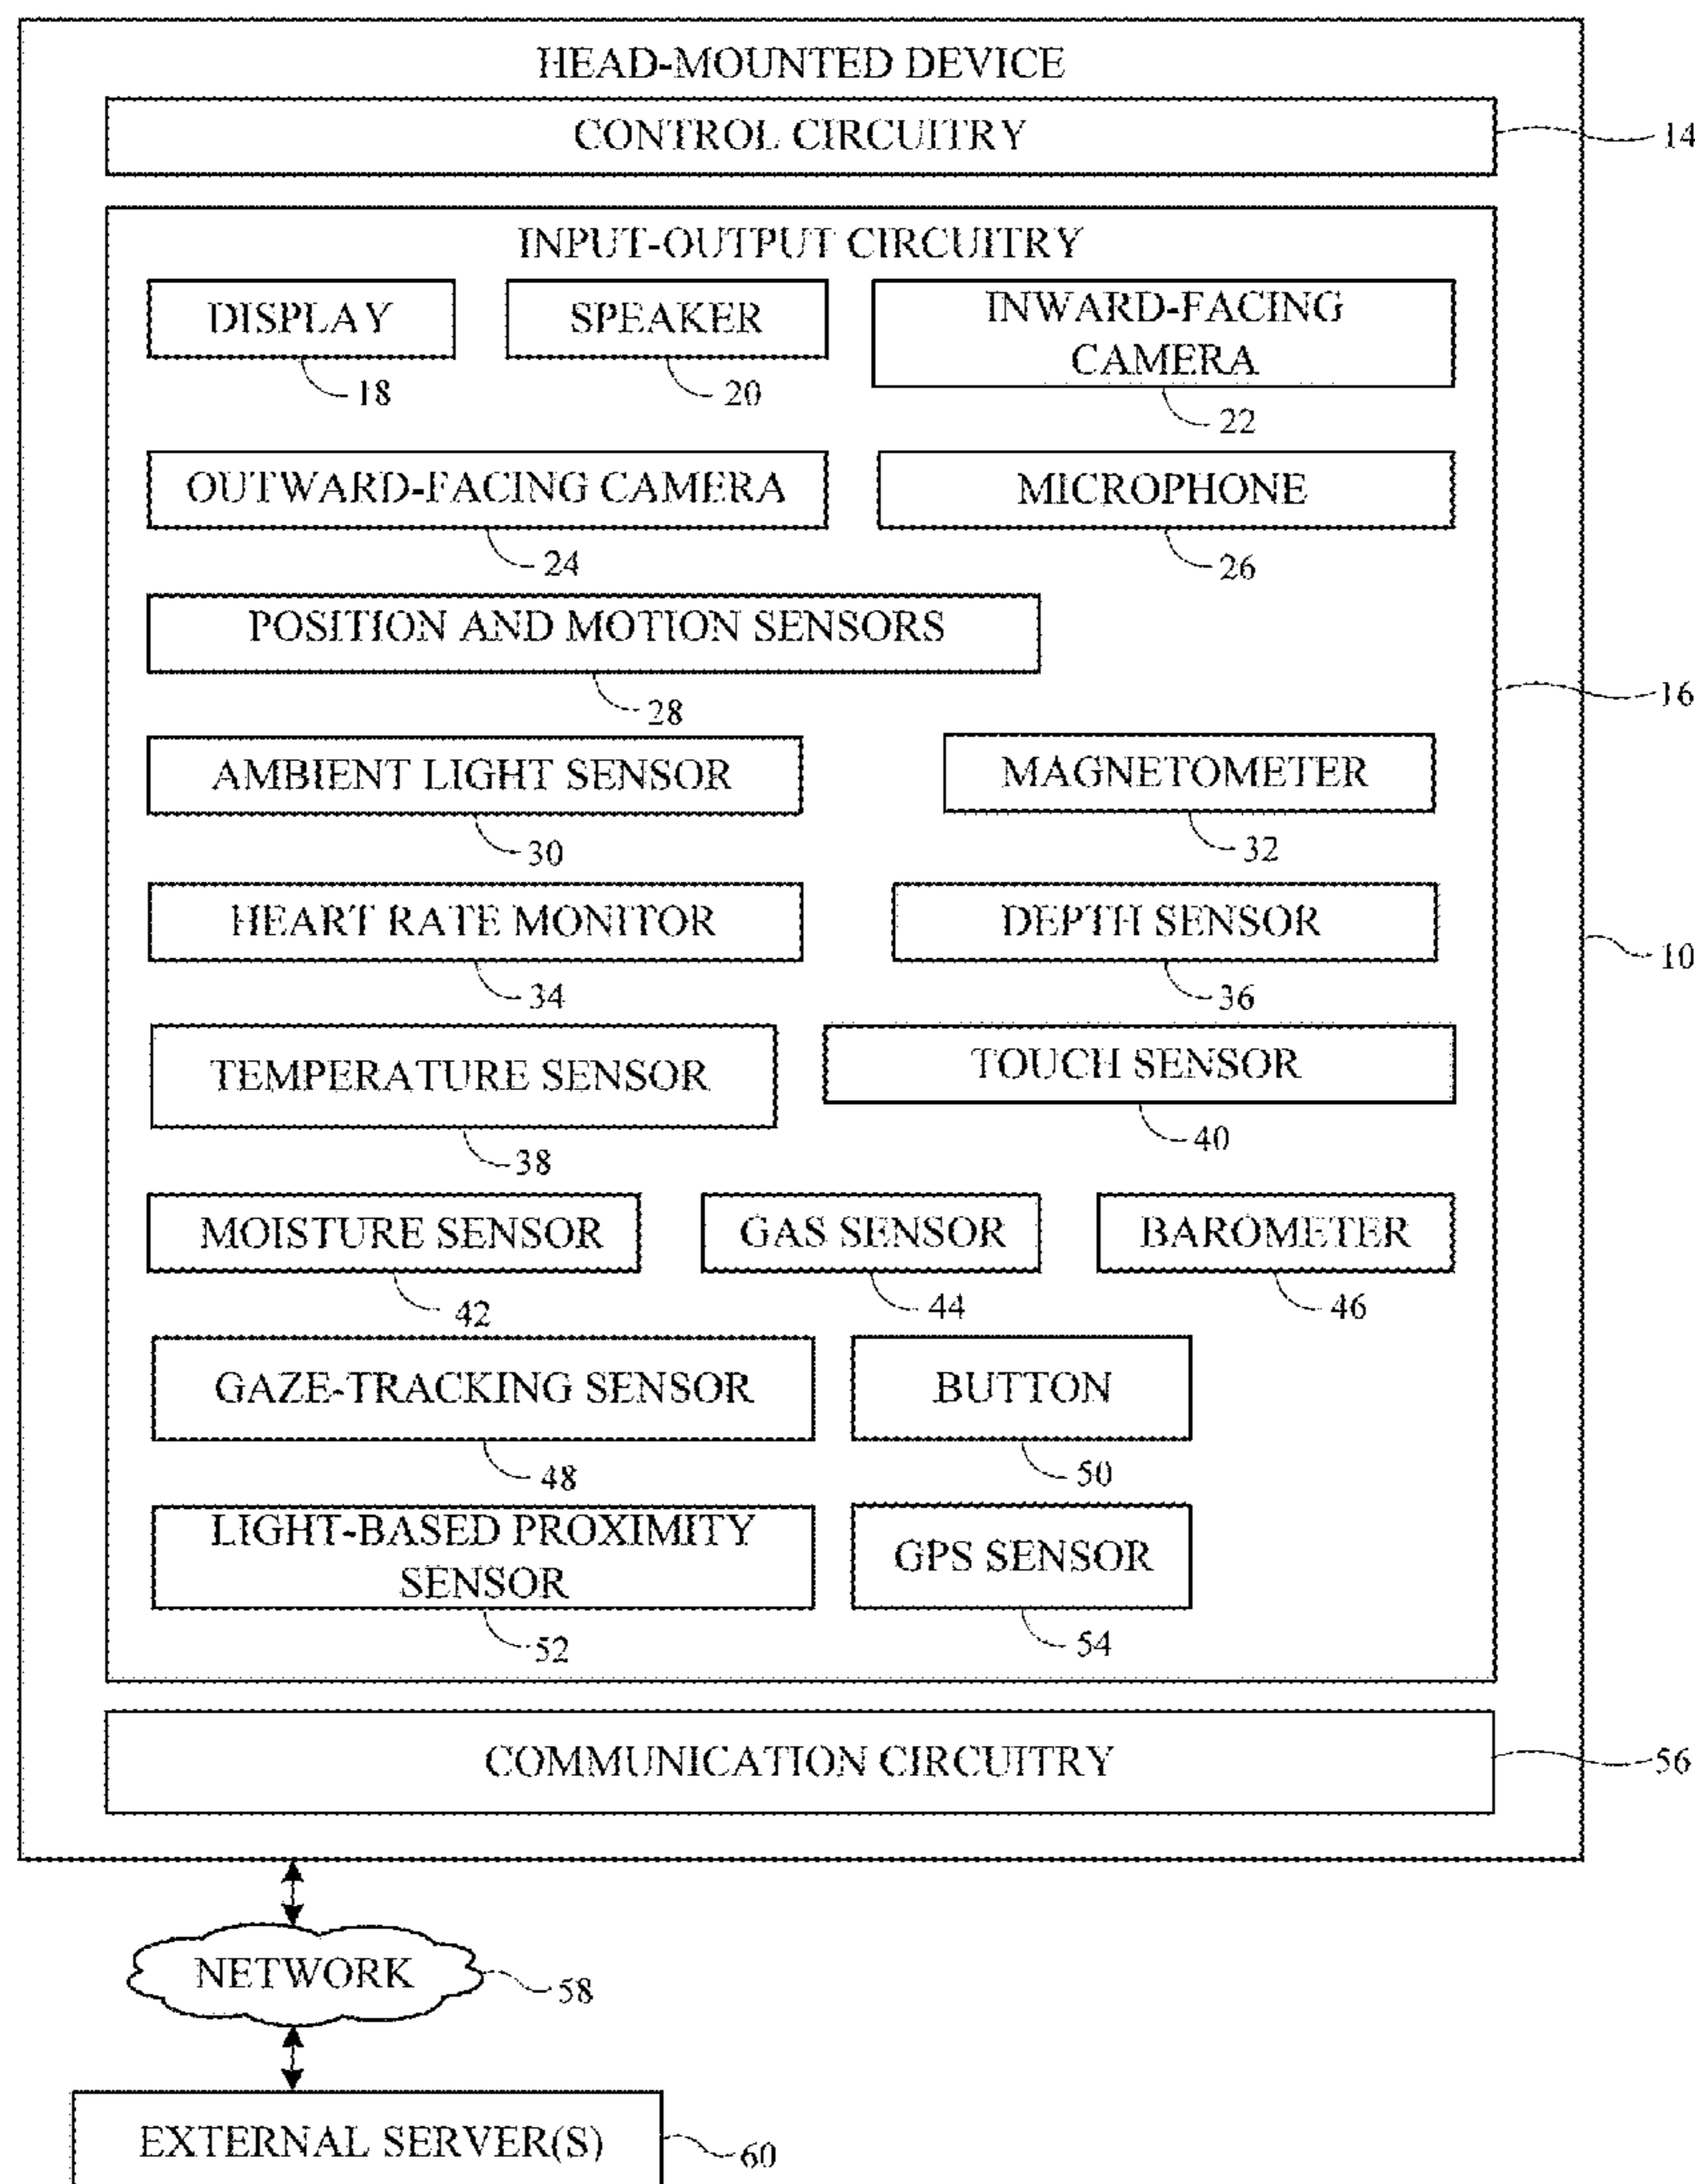 HEAD-MOUNTED DEVICE
CONTROL CIRCUITRY
14
INPUT-OUTPUT CIRCUITRY
DISPLAY
18
SPEAKER
20
INWARD-FACING
CAMERA
22
OUTWARD-FACING CAMERA
24
MICROPHONE
26
POSITION AND MOTION SENSORS
28
16
AMBIENT LIGHT SENSOR
30
MAGNETOMETER
32
HEART RATE MONITOR
34
DEPTH SENSOR
36
10
TEMPERATURE SENSOR
38
TOUCH SENSOR
40
MOISTURE SENSOR
42
GAS SENSOR
44
BAROMETER
46
GAZE-TRACKING SENSOR
48
BUTTON
50
LIGHT-BASED PROXIMITY
SENSOR
52
GPS SENSOR
54
COMMUNICATION CIRCUITRY
56
NETWORK
58
EXTERNAL SERVER(S)
60